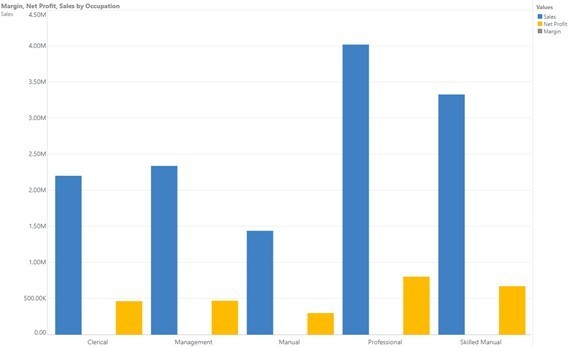 Margin, Net Profit, Sales by Occupation
Sales
Values
Sales
Net Profit
Margin
4.50M
4.00M
3.50M
3.00M
2.50M
2.00M
1.50M
1.00M
500.00K
0.00
Clerical
Management
Manual
Professional
Skilled Manual